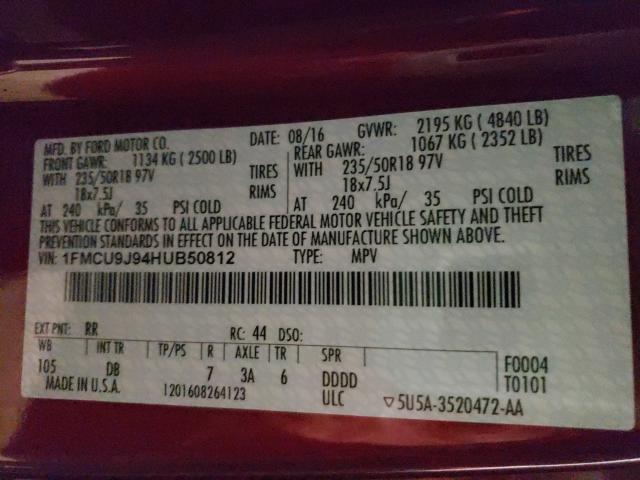 MFD. BY FORD MOTOR CO. DATE: 08/16 GVWR: 2195 KG ( 4840 LB)
FRONT GAWR: 1134 KG ( 2500 LB) REAR GAWR: 1067 KG ( 2352 LB)
WITH 235/50R18 97V TIRES WITH 235/50R18 97V TIRES
18x7.5J RIMS 18x7.5J RIMS
AT 240 kPa/ 35 PSI COLD AT 240 kPa/ 35 PSI COLD
THIS VEHICLE CONFORMS TO ALL APPLICABLE FEDERAL MOTOR VEHICLE SAFETY AND THEFT
PREVENTION STANDARDS IN EFFECT ON THE DATE OF MANUFACTURE SHOWN ABOVE.
VIN: 1FMCU9J94HUB50812 TYPE: MPV
EXT PNT: RR RC: 44 DSO:
WB INT TR TP/PS R AXLE TR SPR F0004
105 DB 7 3A 6 DDDD T0101
MADE IN U.S.A. 1201608264123 ULC ▽5U5A-3520472-AA